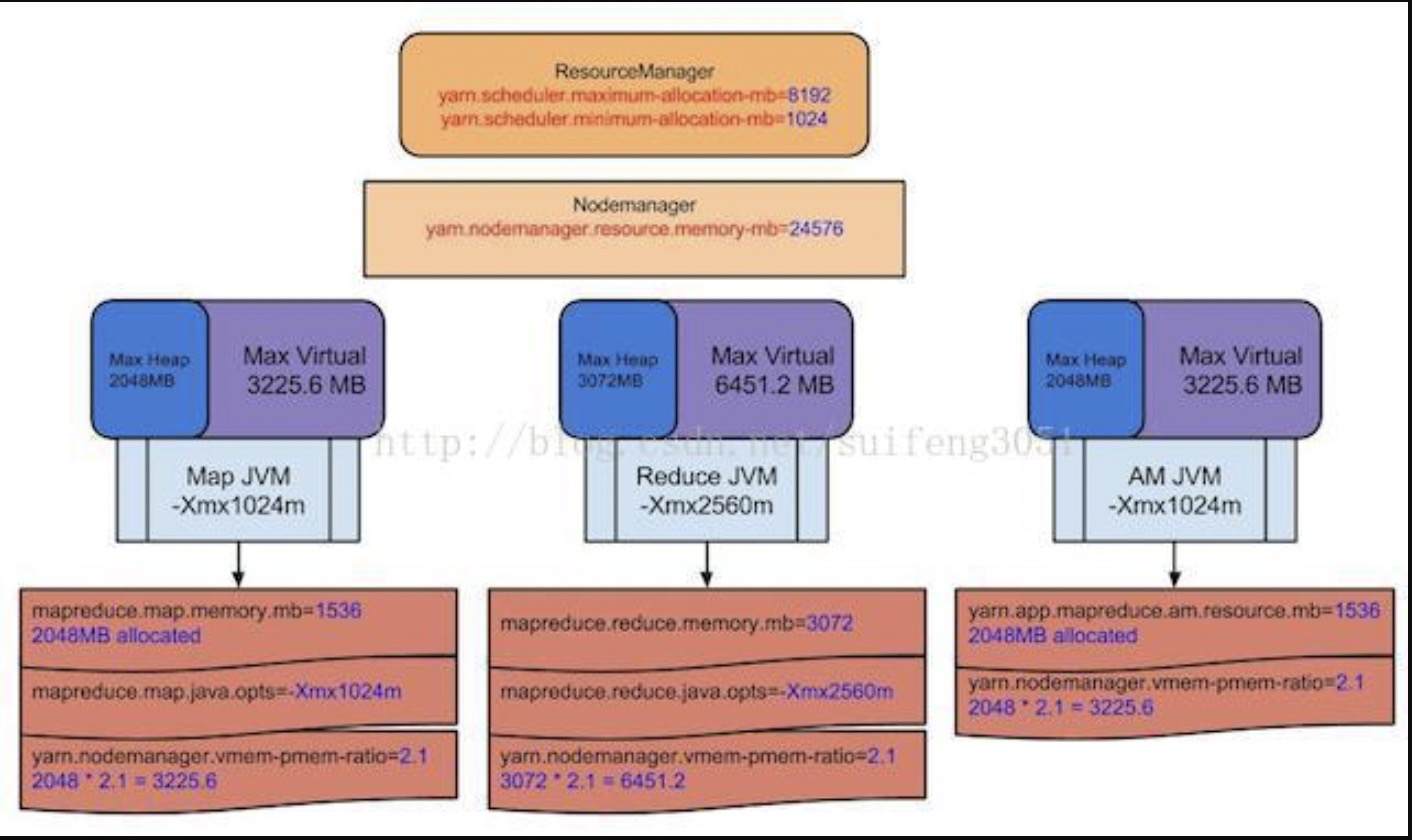 ResourceManager
yarn.scheduler.maximum-allocation-mb=8192
yarn.scheduler.minimum-allocation-mb=1024
Nodemanager
yarn.nodemanager.resource.memory-mb=24576
Max Heap
2048MB
Max Virtual
3225.6 MB
Max Heap
3072MB
Max Virtual
6451.2 MB
Max Heap
2048MB
Max Virtual
3225.6 MB
http://blog.csdn.net/suifeng3051
Map JVM
-Xmx1024m
Reduce JVM
-Xmx2560m
AM JVM
-Xmx1024m
mapreduce.map.memory.mb=1536
2048MB allocated
mapreduce.map.java.opts=-Xmx1024m
yarn.nodemanager.vmem-pmem-ratio=2.1
2048 * 2.1 = 3225.6
mapreduce.reduce.memory.mb=3072
mapreduce.reduce.java.opts=-Xmx2560m
yarn.nodemanager.vmem-pmem-ratio=2.1
3072 * 2.1 = 6451.2
yarn.app.mapreduce.am.resource.mb=1536
2048MB allocated
yarn.nodemanager.vmem-pmem-ratio=2.1
2048 * 2.1 = 3225.6